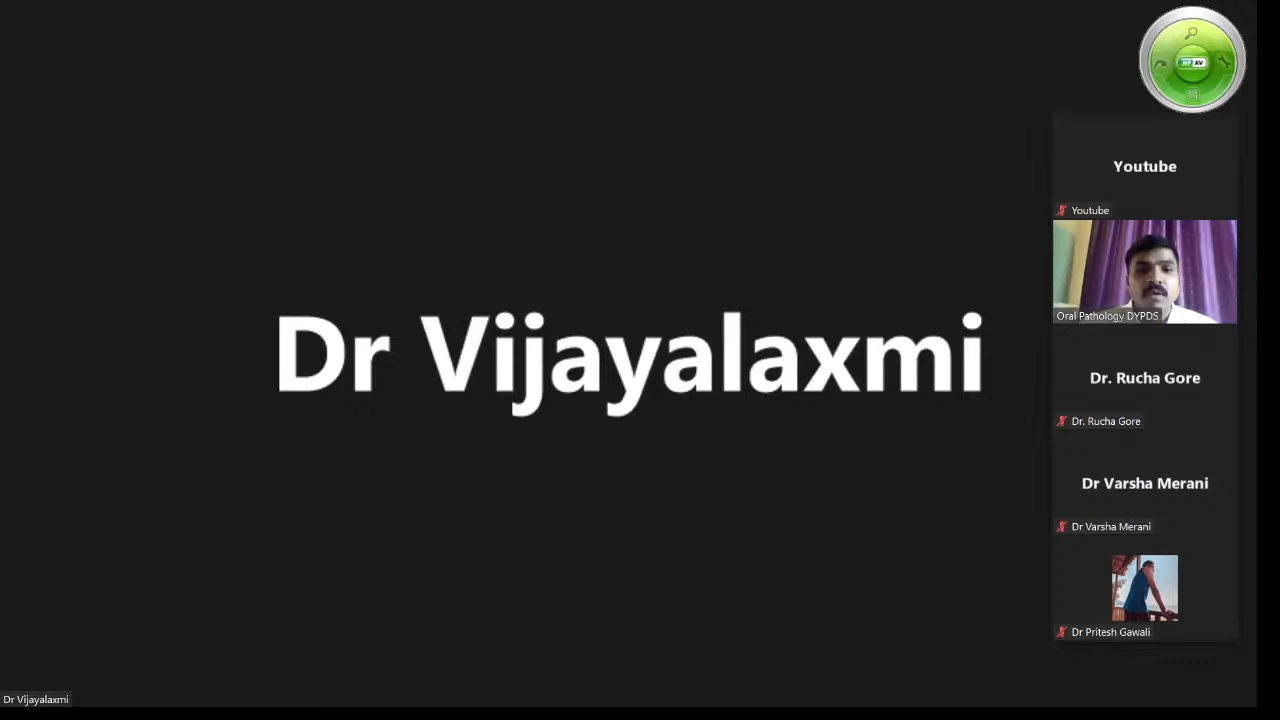 NPAV
Youtube
Youtube
Oral Pathology DYPDS
Dr Vijayalaxmi
Dr. Rucha Gore
Dr. Rucha Gore
Dr Varsha Merani
Dr Varsha Merani
Dr Pritesh Gawali
Dr Vijayalaxmi